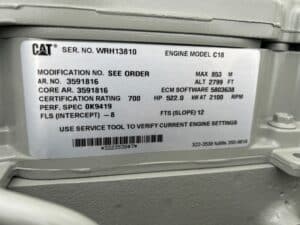 CAT SER. NO. WRH13810 ENGINE MODEL C18
MODIFICATION NO. SEE ORDER MAX 853 M
AR. NO. 3591816 ALT 2799 FT
CORE AR. 3591816 ECM SOFTWARE 5803638
CERTIFICATION RATING 700 HP 522.0 HW AT 2100 RPM
PERF. SPEC 0K9419
FLS (INTERCEPT) -8 FTS (SLOPE) 12
USE SERVICE TOOL TO VERIFY CURRENT ENGINE SETTINGS